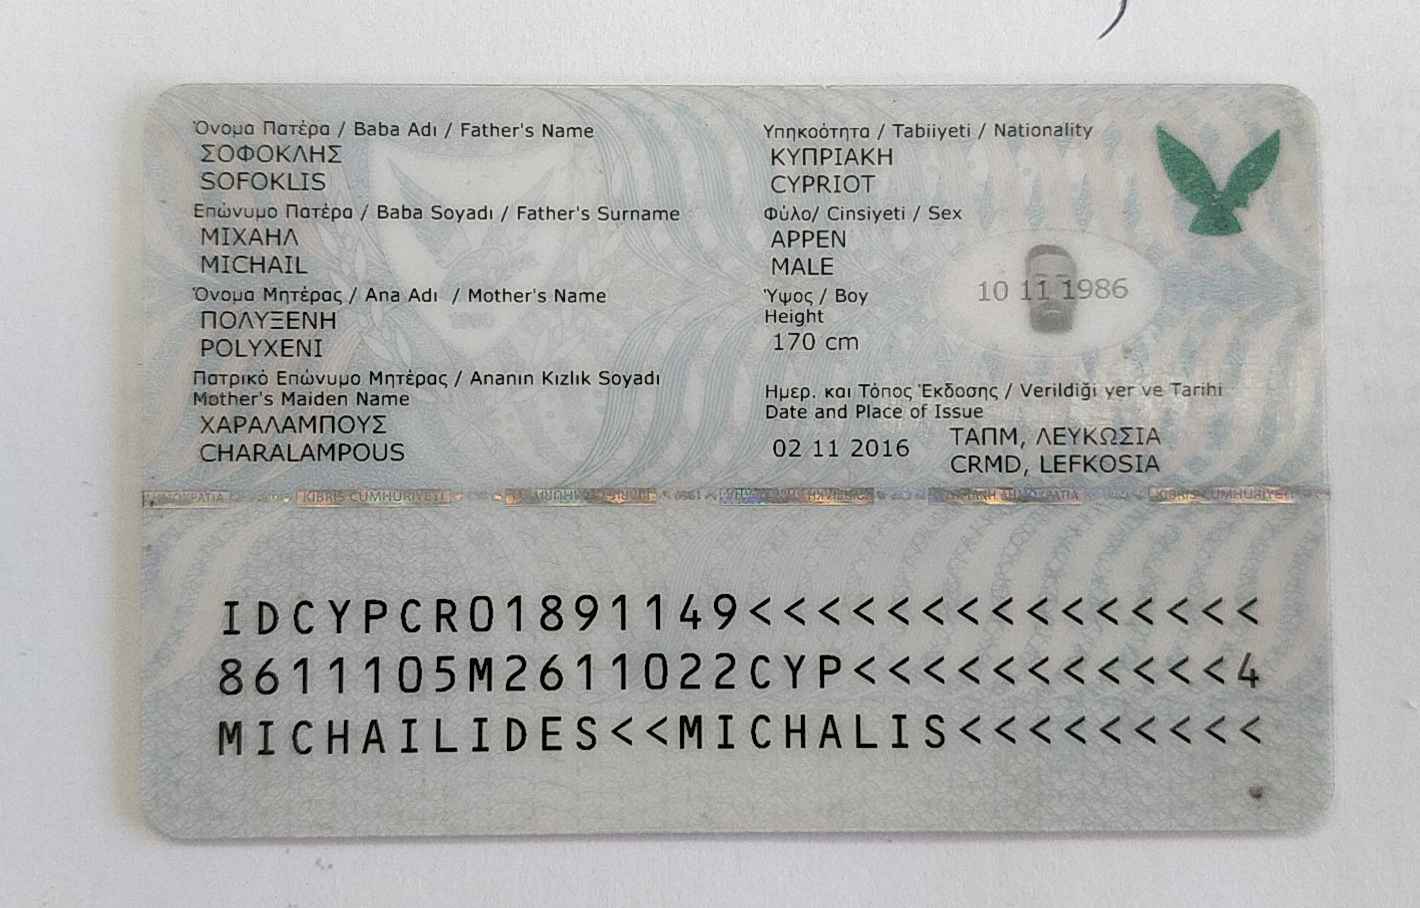 Όνομα Πατέρα / Baba Adı / Father's Name
ΣΟΦΟΚΛΗΣ
SOFOKLIS
Επώνυμο Πατέρα / Baba Soyadı / Father's Surname
ΜΙΧΑΗΛ
MICHAIL
Όνομα Μητέρας / Ana Adı / Mother's Name
ΠΟΛΥΞΕΝΗ
POLYXENI
Πατρικό Επώνυμο Μητέρας / Ananın Kızlık Soyadı
Mother's Maiden Name
ΧΑΡΑΛΑΜΠΟΥΣ
CHARALAMPOUS
Υπηκοότητα / Tabiiyeti / Nationality
ΚΥΠΡΙΑΚΗ
CYPRIOT
Φύλο/ Cinsiyeti / Sex
ΑΡΡΕΝ
MALE
Ύψος / Boy
Height
170 cm
10 11 1986
Ημερ. και Τόπος Έκδοσης / Verildiği yer ve Tarihi
Date and Place of Issue
02 11 2016
ΤΑΠΜ, ΛΕΥΚΩΣΙΑ
CRMD, LEFKOSIA
KIBRIS CUMHURİYETİ
IDCYPCRO1891149<<<<<<<<<<<<<<<
8611105M2611022CYP<<<<<<<<<<<4
MICHAILIDES<<MICHALIS<<<<<<<<<